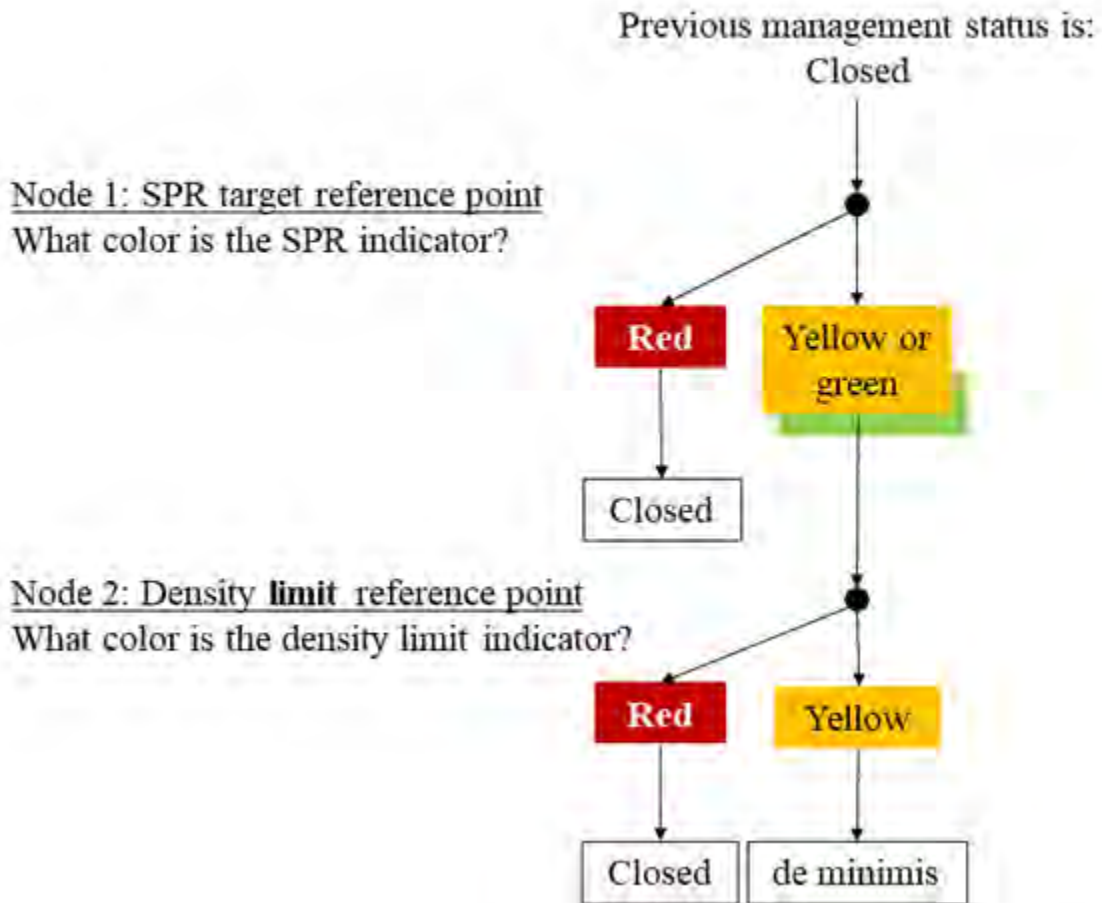 Previous management status is:
Closed
Node 1: SPR target reference point
What color is the SPR indicator?
Red
Yellow or
green
Closed
Node 2: Density limit reference point
What color is the density limit indicator?
Red
Yellow
Closed
de minimis